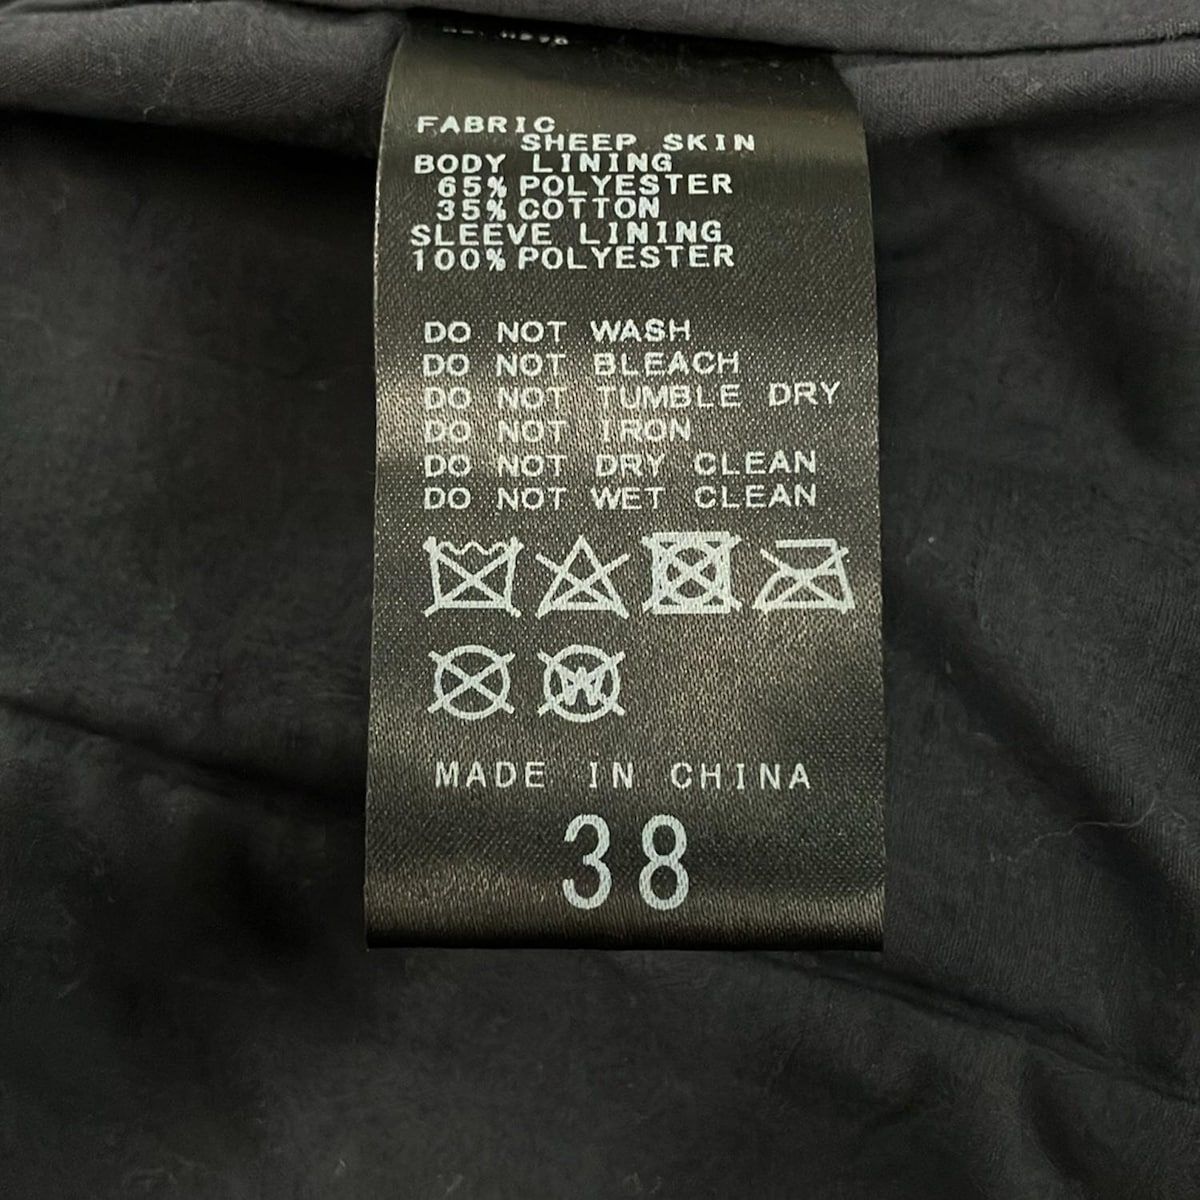 FABRIC
SHEEP SKIN
BODY LINING
65% POLYESTER
35% COTTON
SLEEVE LINING
100% POLYESTER
DO NOT WASH
DO NOT BLEACH
DO NOT TUMBLE DRY
DO NOT IRON
DO NOT DRY CLEAN
DO NOT WET CLEAN
W
MADE IN CHINA
38